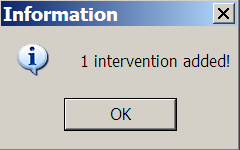 Information
1 intervention added!
OK